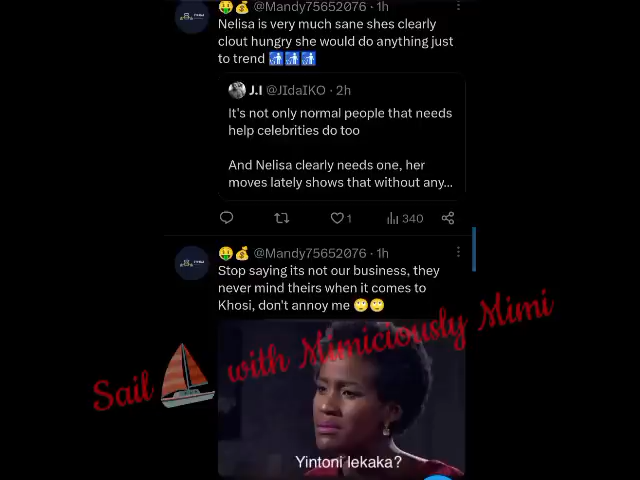 🤑💰 @Mandy75652076 · 1h
Nelisa is very much sane shes clearly
clout hungry she would do anything just
to trend 🚮🚮🚮
J.I @JIdaIKO · 2h
It's not only normal people that needs
help celebrities do too
And Nelisa clearly needs one, her
moves lately shows that without any...
1 340
🤑💰 @Mandy75652076 · 1h
Stop saying its not our business, they
never mind theirs when it comes to
Khosi, don't annoy me 🙄🙄
Sail ⛵ with Mimiciously Mimi
Yintoni lekaka?